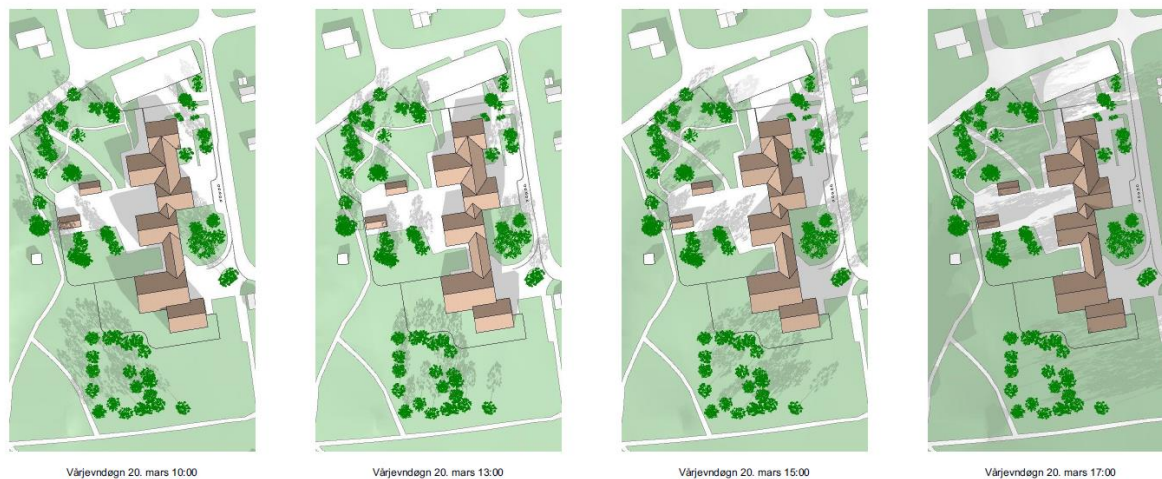 Vårjevndøgn 20. mars 10:00
Vårjevndøgn 20. mars 13:00
Vårjevndøgn 20. mars 15:00
Vårjevndøgn 20. mars 17:00